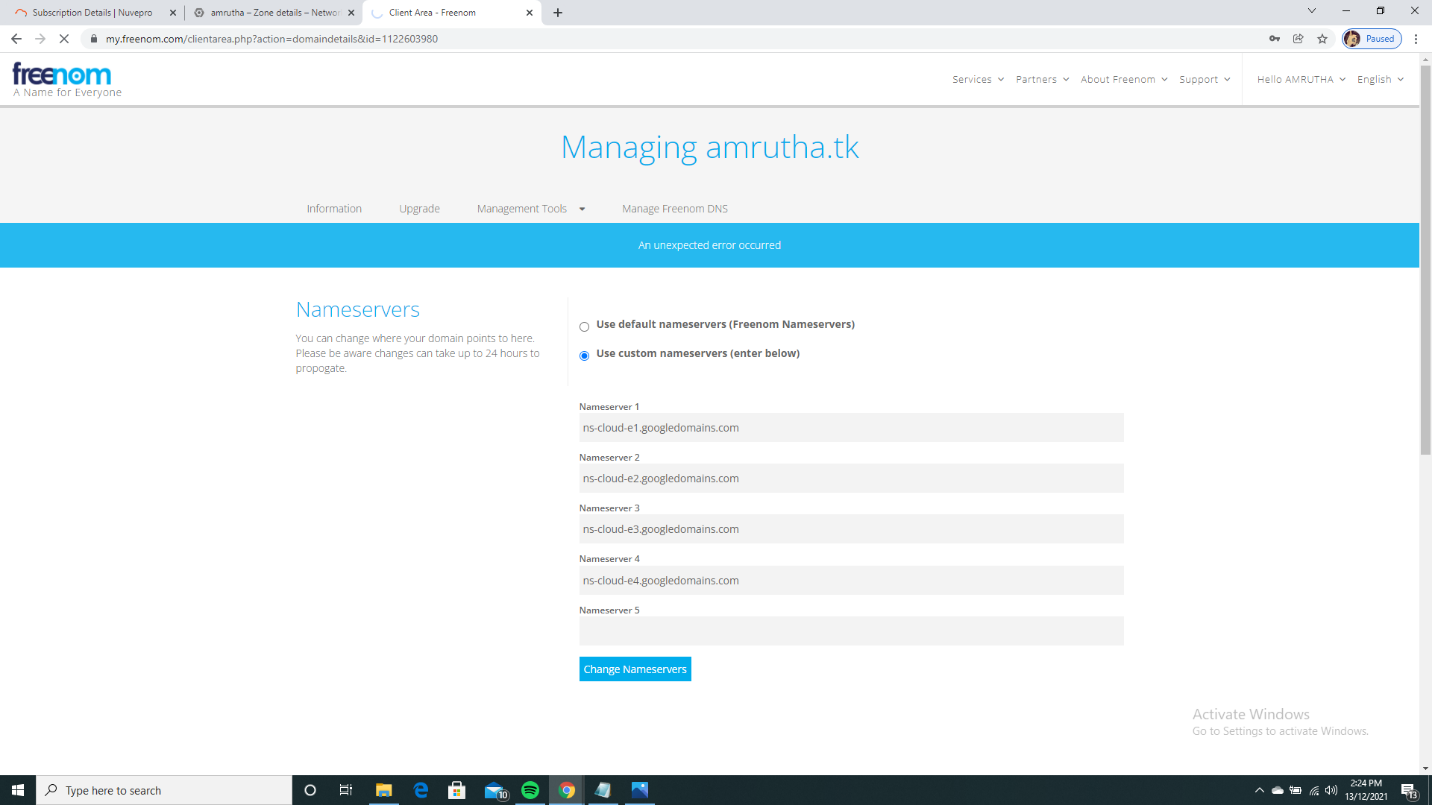 Subscription Details | Nuvepro
amrutha – Zone details – Networ
Client Area - Freenom
my.freenom.com/clientarea.php?action=domaindetails&id=1122603980
Paused
freenom
A Name for Everyone
Services
Partners
About Freenom
Support
Hello AMRUTHA
English
Managing amrutha.tk
Information
Upgrade
Management Tools
Manage Freenom DNS
An unexpected error occurred
Nameservers
You can change where your domain points to here.
Please be aware changes can take up to 24 hours to
propogate.
Use default nameservers (Freenom Nameservers)
Use custom nameservers (enter below)
Nameserver 1
ns-cloud-e1.googledomains.com
Nameserver 2
ns-cloud-e2.googledomains.com
Nameserver 3
ns-cloud-e3.googledomains.com
Nameserver 4
ns-cloud-e4.googledomains.com
Nameserver 5
Change Nameservers
Activate Windows
Go to Settings to activate Windows.
Type here to search
10
2:24 PM
13/12/2021
13